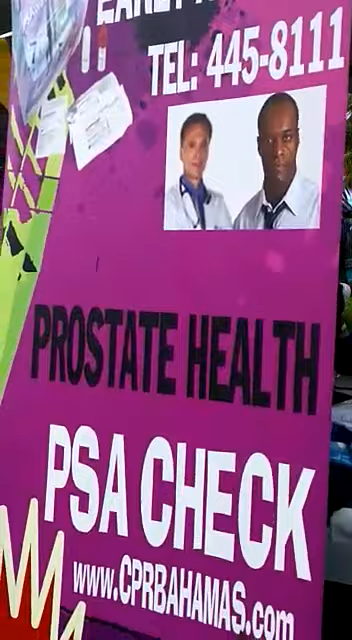 TEL: 445-8111
PROSTATE HEALTH
PSA CHECK
www.CPRBAHAMAS.com